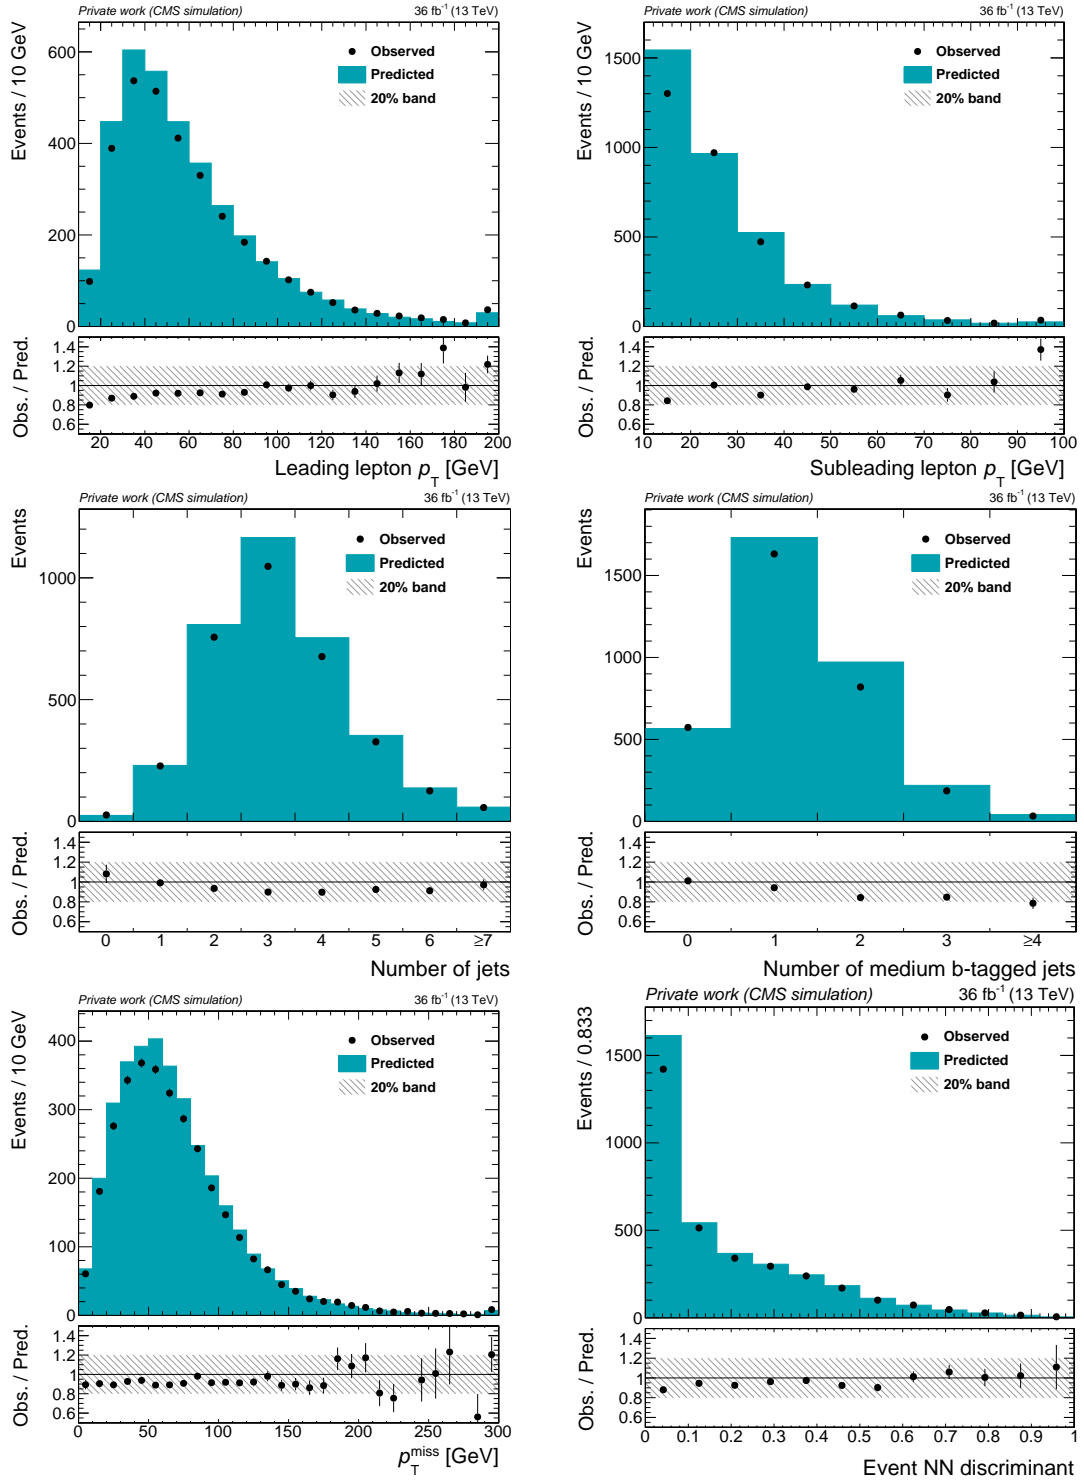 Private work (CMS simulation) 36 fb-1 (13 TeV)
Events / 10 GeV
600
400
200
0
Observed
Predicted
20% band
Obs. / Pred.
1.4
1.2
1
0.8
0.6
20 40 60 80 100 120 140 160 180 200
Leading lepton pT [GeV]
Private work (CMS simulation) 36 fb-1 (13 TeV)
Events / 10 GeV
1500
1000
500
0
Observed
Predicted
20% band
Obs. / Pred.
1.4
1.2
1
0.8
0.6
10 20 30 40 50 60 70 80 90 100
Subleading lepton pT [GeV]
Private work (CMS simulation) 36 fb-1 (13 TeV)
Events
1000
500
0
Observed
Predicted
20% band
Obs. / Pred.
1.4
1.2
1
0.8
0.6
0 1 2 3 4 5 6 ≥7
Number of jets
Private work (CMS simulation) 36 fb-1 (13 TeV)
Events
1500
1000
500
0
Observed
Predicted
20% band
Obs. / Pred.
1.4
1.2
1
0.8
0.6
0 1 2 3 ≥4
Number of medium b-tagged jets
Private work (CMS simulation) 36 fb-1 (13 TeV)
Events / 10 GeV
400
300
200
100
0
Observed
Predicted
20% band
Obs. / Pred.
1.4
1.2
1
0.8
0.6
0 50 100 150 200 250 300
pTmiss [GeV]
Private work (CMS simulation) 36 fb-1 (13 TeV)
Events / 0.833
1500
1000
500
0
Observed
Predicted
20% band
Obs. / Pred.
1.4
1.2
1
0.8
0.6
0 0.1 0.2 0.3 0.4 0.5 0.6 0.7 0.8 0.9 1
Event NN discriminant